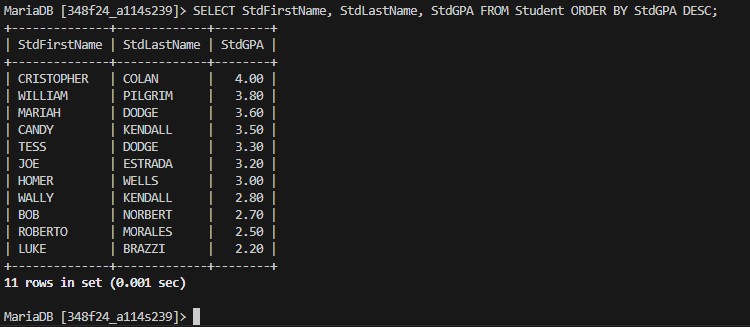 MariaDB [348f24_a114s239]> SELECT StdFirstName, StdLastName, StdGPA FROM Student ORDER BY StdGPA DESC;
+--------------+-------------+--------+
| StdFirstName | StdLastName | StdGPA |
+--------------+-------------+--------+
| CRISTOPHER   | COLAN       |   4.00 |
| WILLIAM      | PILGRIM     |   3.80 |
| MARIAH       | DODGE       |   3.60 |
| CANDY        | KENDALL     |   3.50 |
| TESS         | DODGE       |   3.30 |
| JOE          | ESTRADA     |   3.20 |
| HOMER        | WELLS       |   3.00 |
| WALLY        | KENDALL     |   2.80 |
| BOB          | NORBERT     |   2.70 |
| ROBERTO      | MORALES     |   2.50 |
| LUKE         | BRAZZI      |   2.20 |
+--------------+-------------+--------+
11 rows in set (0.001 sec)
MariaDB [348f24_a114s239]>